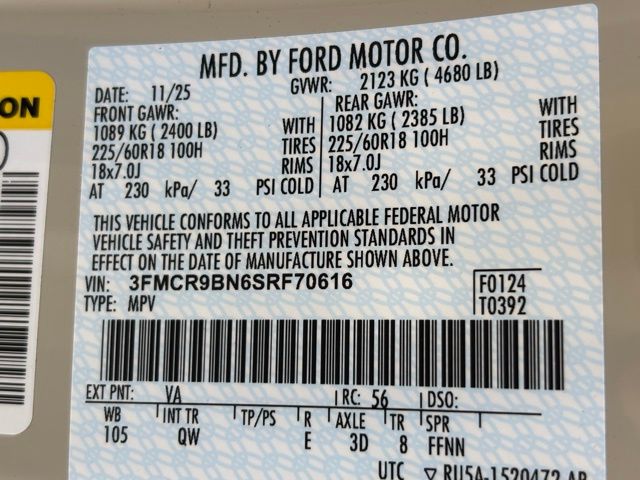 ON
MFD. BY FORD MOTOR CO.
DATE: 11/25 GVWR: 2123 KG ( 4680 LB)
FRONT GAWR: REAR GAWR:
1089 KG ( 2400 LB) WITH 1082 KG ( 2385 LB) WITH
225/60R18 100H TIRES 225/60R18 100H TIRES
18x7.0J RIMS 18x7.0J RIMS
AT 230 kPa/ 33 PSI COLD AT 230 kPa/ 33 PSI COLD
THIS VEHICLE CONFORMS TO ALL APPLICABLE FEDERAL MOTOR
VEHICLE SAFETY AND THEFT PREVENTION STANDARDS IN
EFFECT ON THE DATE OF MANUFACTURE SHOWN ABOVE.
VIN: 3FMCR9BN6SRF70616 F0124
TYPE: MPV T0392
EXT PNT: VA RC: 56 DSO:
WB INT TR TP/PS R AXLE TR SPR
105 QW E 3D 8 FFNN
UTC ▽ RU5A-1520472-AB